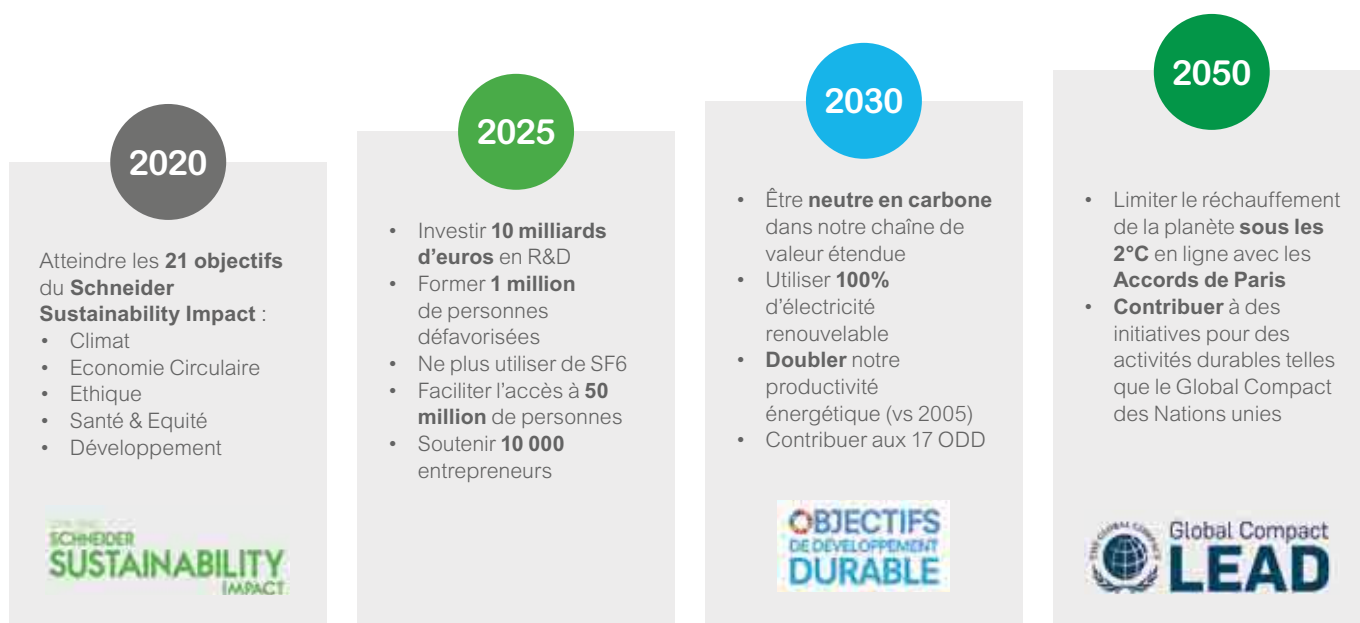 2020
Atteindre les 21 objectifs
du Schneider
Sustainability Impact :
• Climat
• Economie Circulaire
• Ethique
• Santé & Equité
• Développement
SCHNEIDER
SUSTAINABILITY
IMPACT
2025
• Investir 10 milliards
d'euros en R&D
• Former 1 million
de personnes
défavorisées
• Ne plus utiliser de SF6
• Faciliter l'accès à 50
million de personnes
• Soutenir 10 000
entrepreneurs
2030
• Être neutre en carbone
dans notre chaîne de
valeur étendue
• Utiliser 100%
d'électricité
renouvelable
• Doubler notre
productivité
énergétique (vs 2005)
• Contribuer aux 17 ODD
OBJECTIFS
DE DÉVELOPPEMENT
DURABLE
2050
• Limiter le réchauffement
de la planète sous les
2°C en ligne avec les
Accords de Paris
• Contribuer à des
initiatives pour des
activités durables telles
que le Global Compact
des Nations unies
THE GLOBAL COMPACT
Global Compact
LEAD